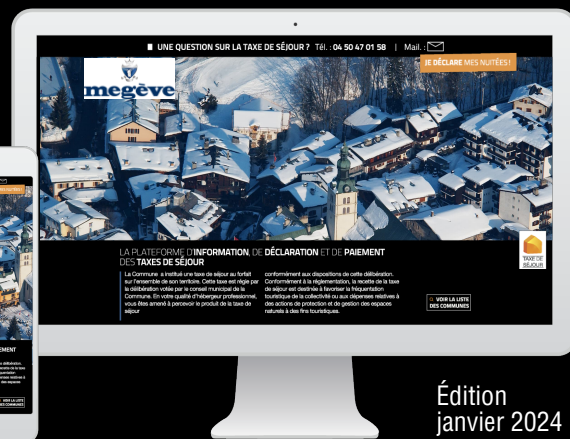 UNE QUESTION SUR LA TAXE DE SÉJOUR ? Tél. : 04 50 47 01 58 | Mail. :
JE DÉCLARE MES NUITÉES !
megève
LA PLATEFORME D'INFORMATION, DE DÉCLARATION ET DE PAIEMENT
DES TAXES DE SÉJOUR
La Commune a institué une taxe de séjour au forfait
sur l'ensemble de son territoire. Cette taxe est régie par
la délibération votée par le conseil municipal de la
Commune. En votre qualité d'hébergeur professionnel,
vous êtes amené à percevoir le produit de la taxe de
séjour
conformément aux dispositions de cette délibération.
Conformément à la réglementation, la recette de la taxe
de séjour est destinée à favoriser la fréquentation
touristique de la collectivité ou aux dépenses relatives à
des actions de protection et de gestion des espaces
naturels à des fins touristiques.
VOIR LA LISTE
DES COMMUNES
TAXE DE
SÉJOUR
Édition
janvier 2024